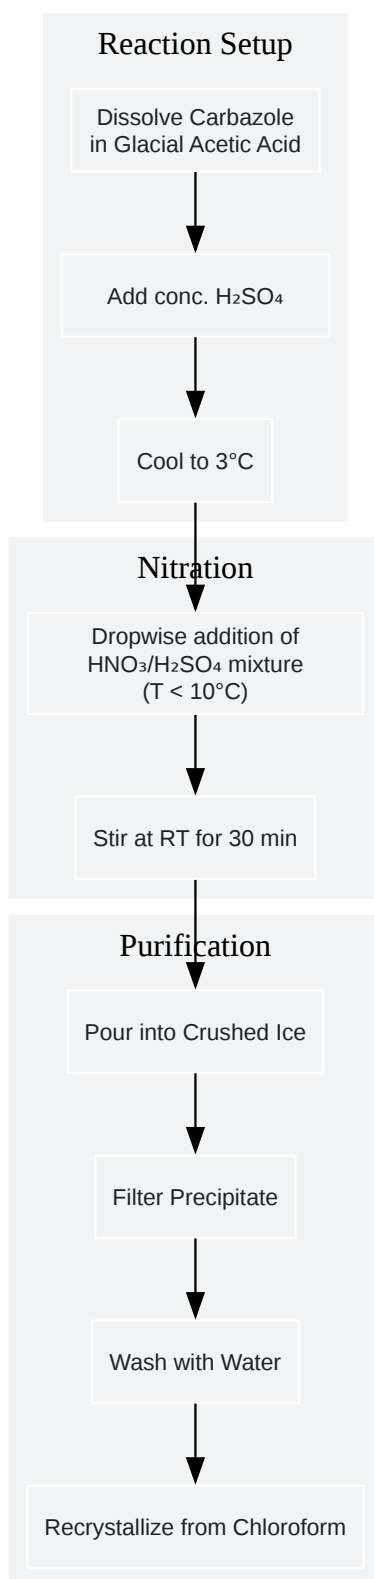 Reaction Setup
Dissolve Carbazole
in Glacial Acetic Acid
Add conc. H₂SO₄
Cool to 3°C
Nitration
Dropwise addition of
HNO₃/H₂SO₄ mixture
(T < 10°C)
Stir at RT for 30 min
Purification
Pour into Crushed Ice
Filter Precipitate
Wash with Water
Recrystallize from Chloroform